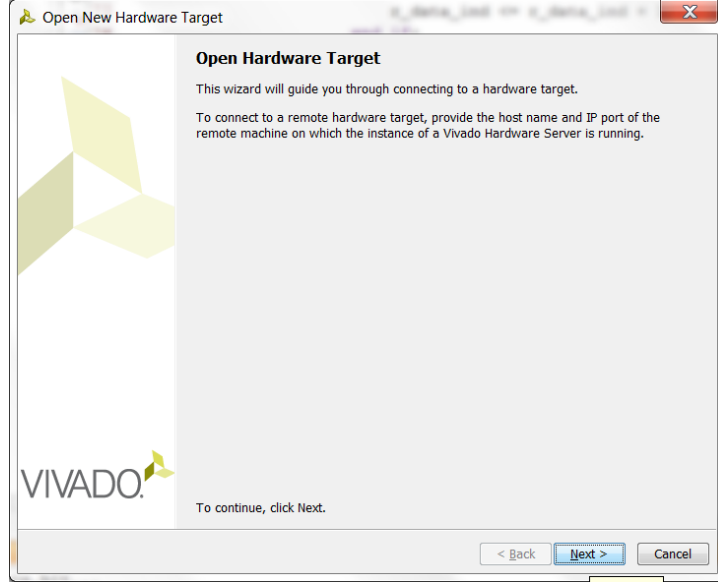 Open New Hardware Target
Open Hardware Target
This wizard will guide you through connecting to a hardware target.
To connect to a remote hardware target, provide the host name and IP port of the
remote machine on which the instance of a Vivado Hardware Server is running.
VIVADO.
To continue, click Next.
< Back
Next >
Cancel